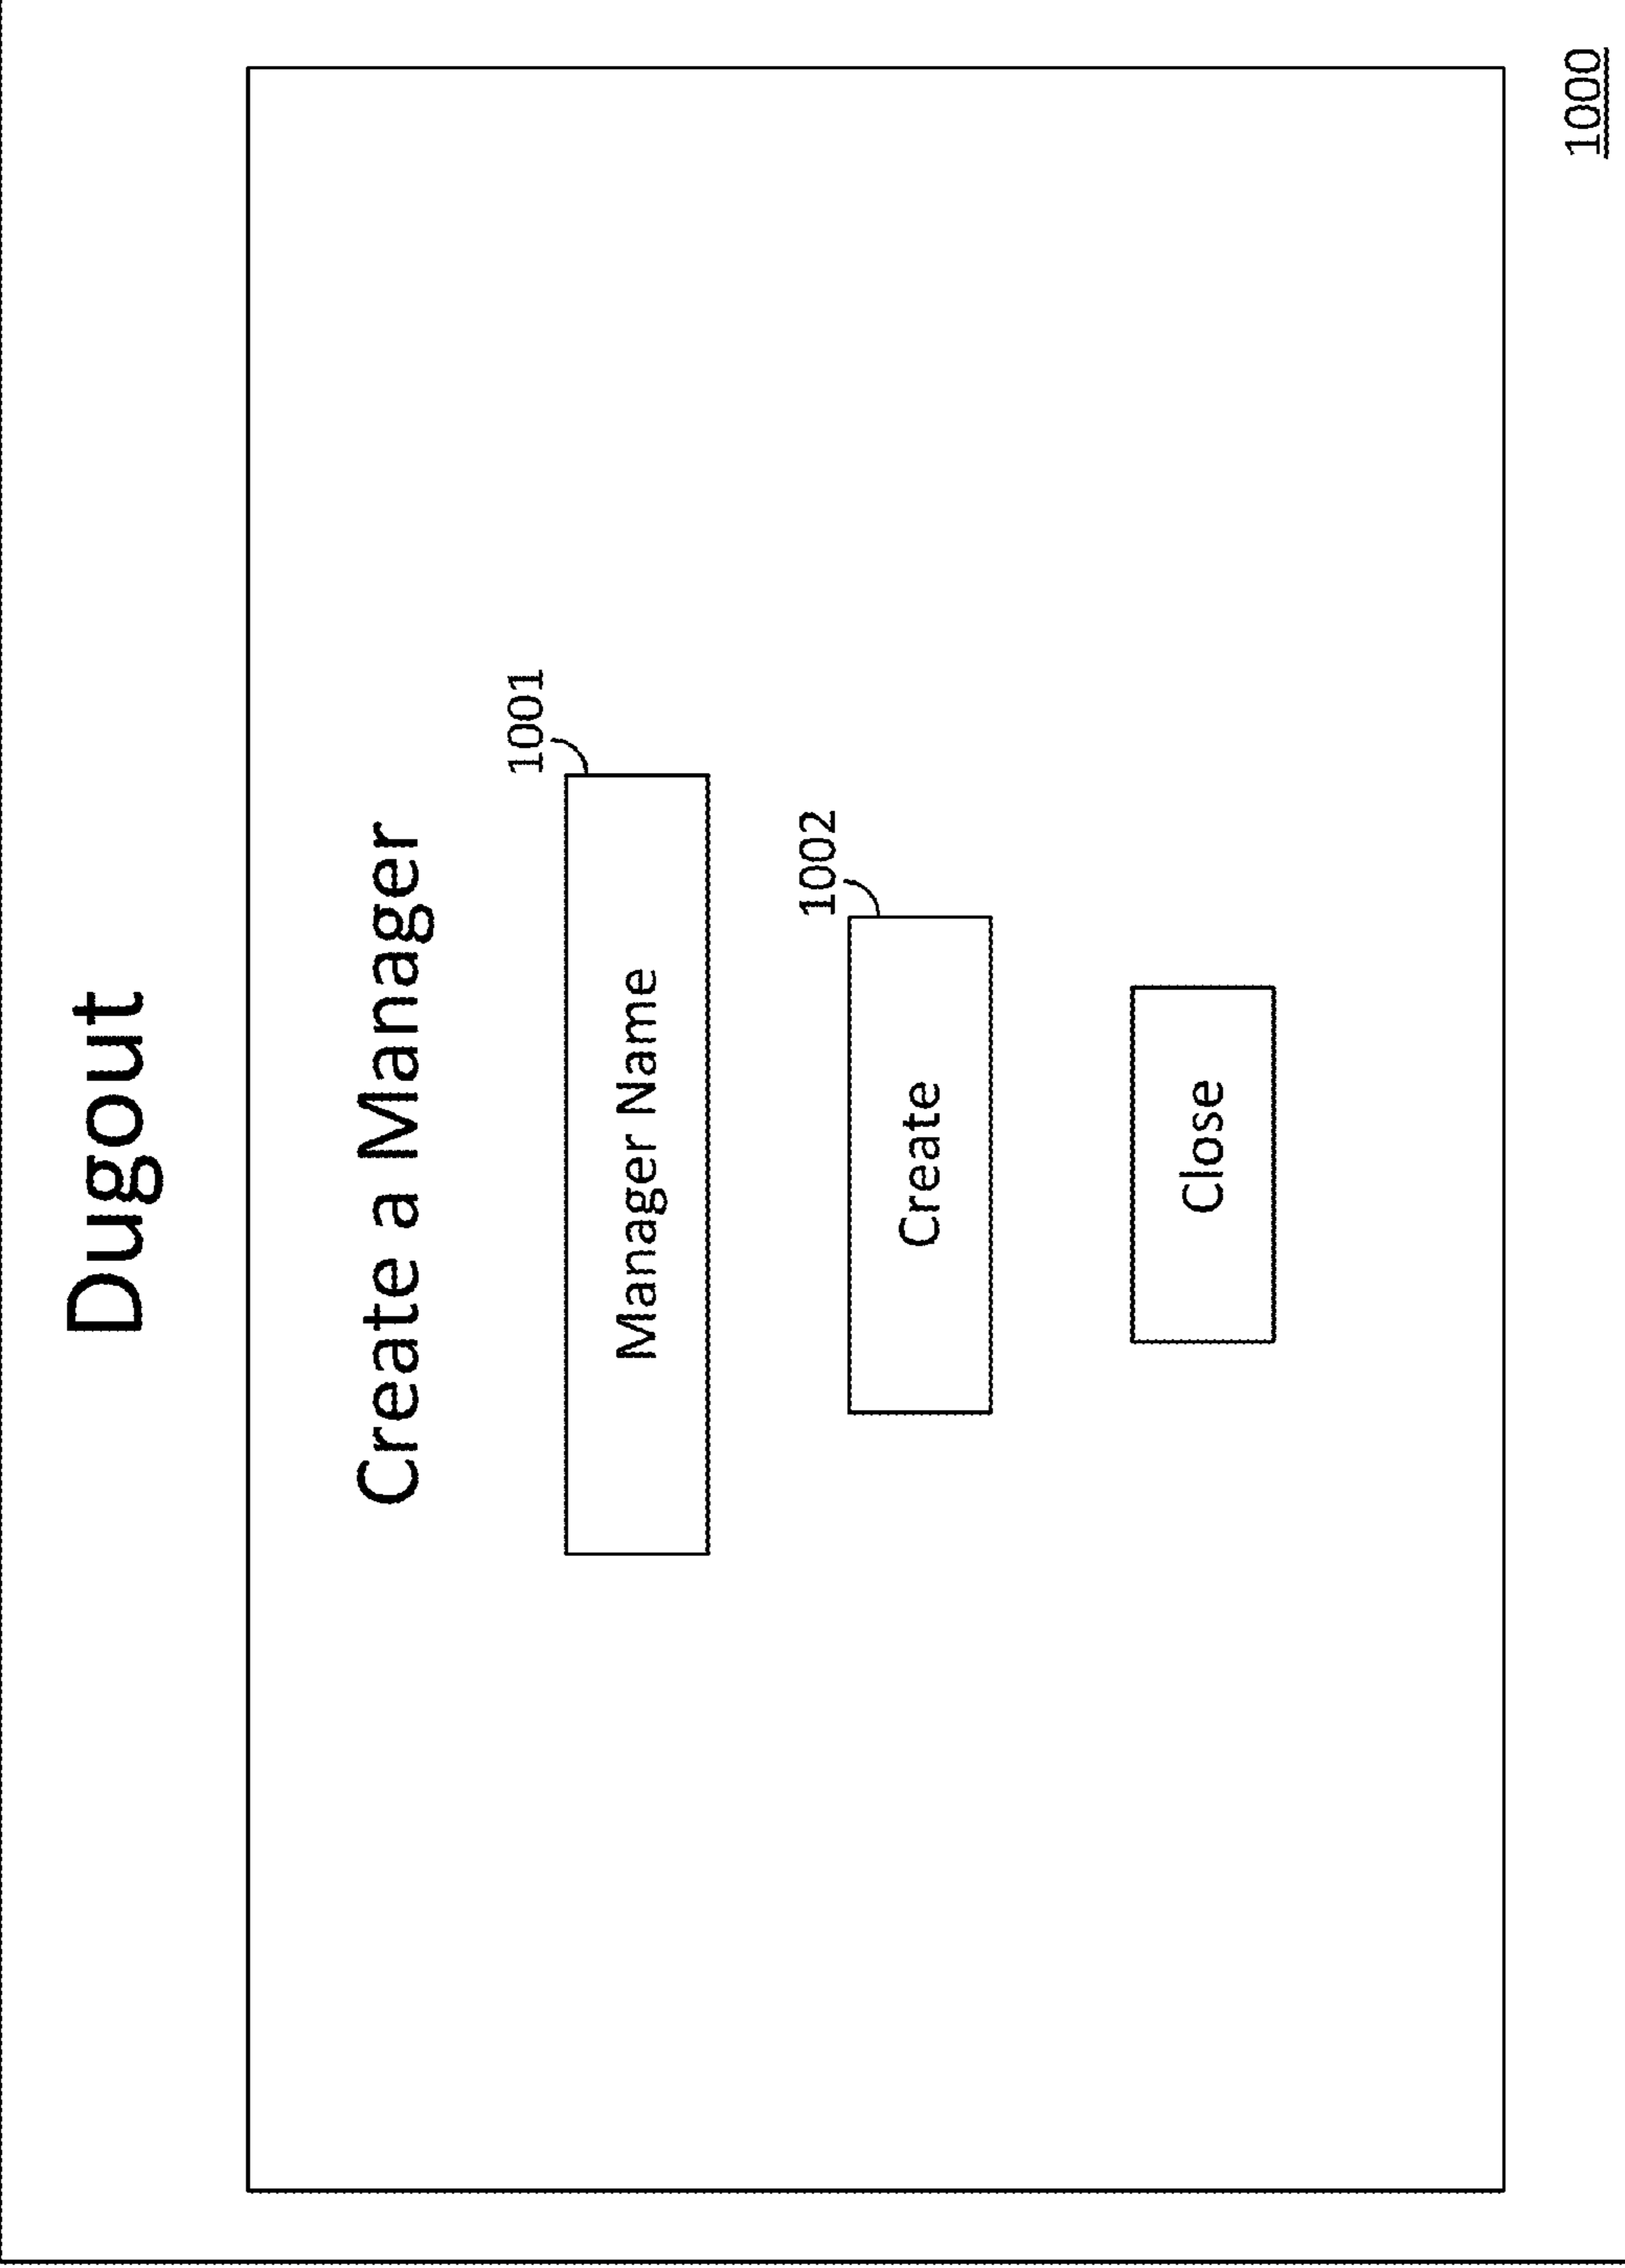 Dugout
Create a Manager
1001
Manager Name
1002
Create
Close
1000